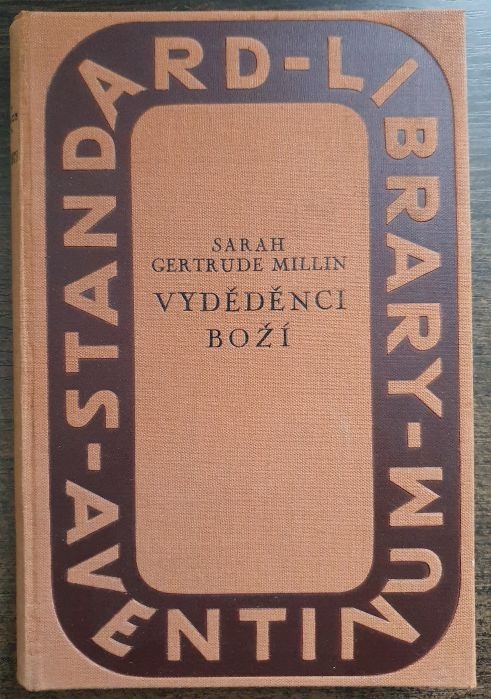 STANDARD-LIBRARY-AVENTINUM-
SARAH
GERTRUDE MILLIN
VYDĚDĚNCI
BOŽÍ